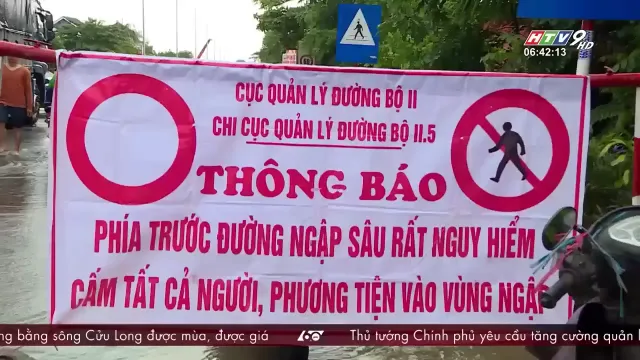 HTV9 HD
06:42:13
CỤC QUẢN LÝ ĐƯỜNG BỘ II
CHI CỤC QUẢN LÝ ĐƯỜNG BỘ II.5
THÔNG BÁO
PHÍA TRƯỚC ĐƯỜNG NGẬP SÂU RẤT NGUY HIỂM
CẤM TẤT CẢ NGƯỜI, PHƯƠNG TIỆN VÀO VÙNG NGẬP
g bằng sông Cửu Long được mùa, được giá
Thủ tướng Chính phủ yêu cầu tăng cường quản